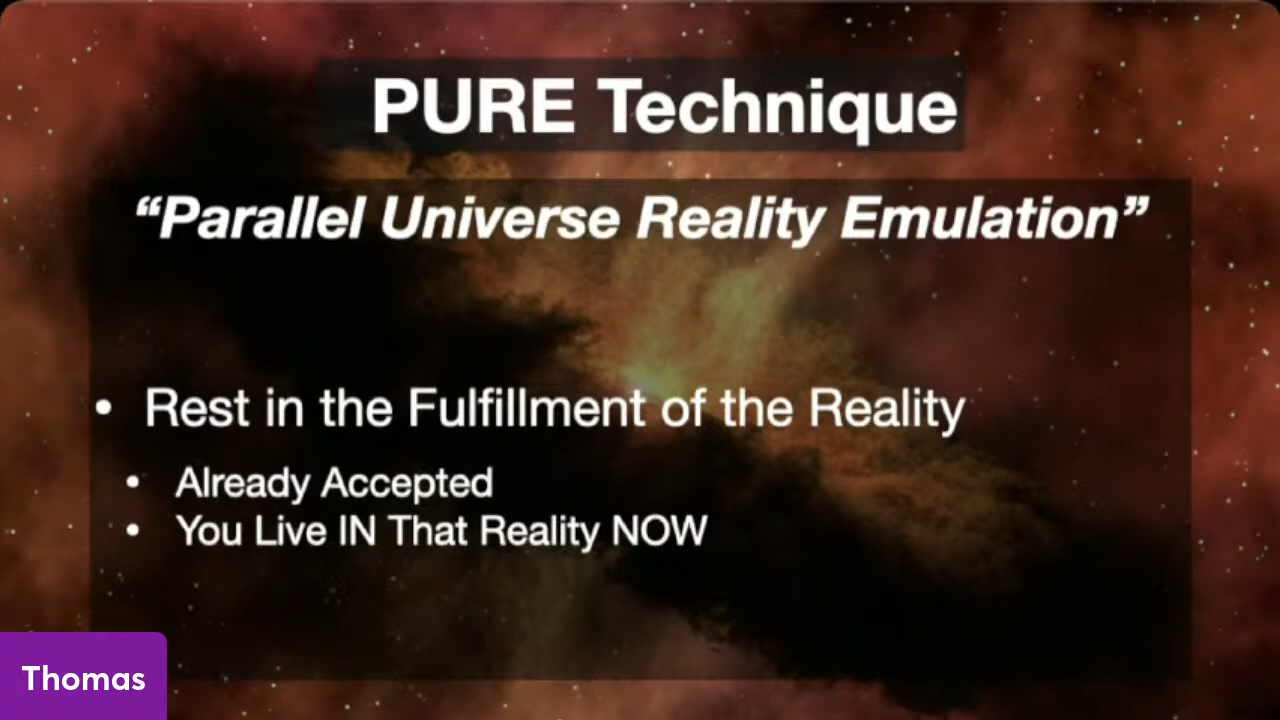 PURE Technique
“Parallel Universe Reality Emulation”
• Rest in the Fulfillment of the Reality
• Already Accepted
• You Live IN That Reality NOW
Thomas